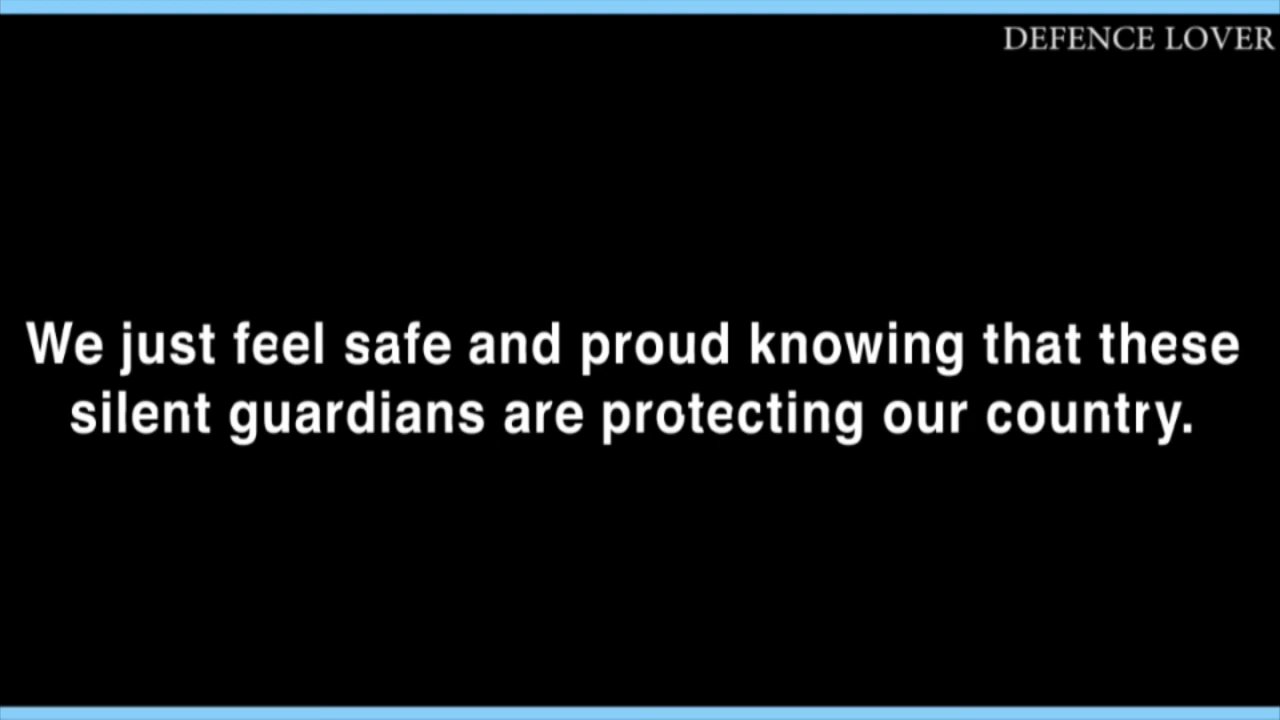 DEFENCE LOVER
We just feel safe and proud knowing that these
silent guardians are protecting our country.